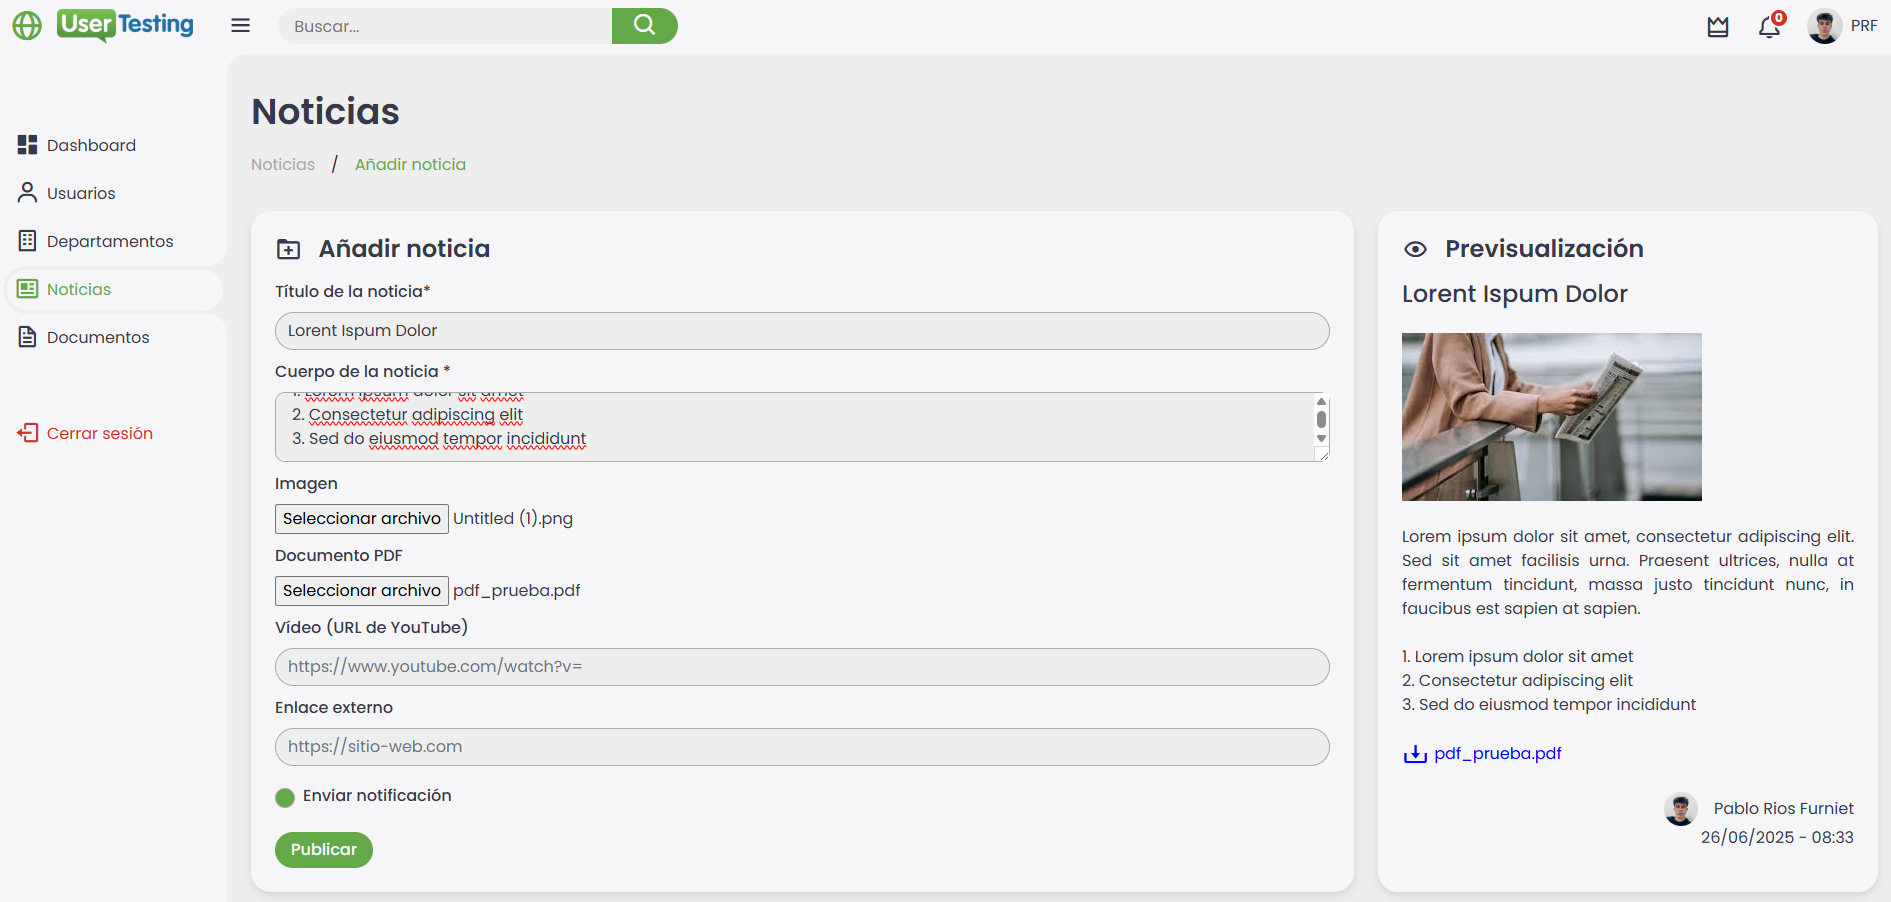 User Testing
Buscar...
0
PRF
Dashboard
Usuarios
Departamentos
Noticias
Documentos
Cerrar sesión
Noticias
Noticias / Añadir noticia
Añadir noticia
Título de la noticia*
Lorent Ispum Dolor
Cuerpo de la noticia *
1. Lorem ipsum dolor sit amet
2. Consectetur adipiscing elit
3. Sed do eiusmod tempor incididunt
Imagen
Seleccionar archivo Untitled (1).png
Documento PDF
Seleccionar archivo pdf_prueba.pdf
Vídeo (URL de YouTube)
https://www.youtube.com/watch?v=
Enlace externo
https://sitio-web.com
Enviar notificación
Publicar
Previsualización
Lorent Ispum Dolor
Lorem ipsum dolor sit amet, consectetur adipiscing elit.
Sed sit amet facilisis urna. Praesent ultrices, nulla at
fermentum tincidunt, massa justo tincidunt nunc, in
faucibus est sapien at sapien.
1. Lorem ipsum dolor sit amet
2. Consectetur adipiscing elit
3. Sed do eiusmod tempor incididunt
pdf_prueba.pdf
Pablo Rios Furniet
26/06/2025 - 08:33